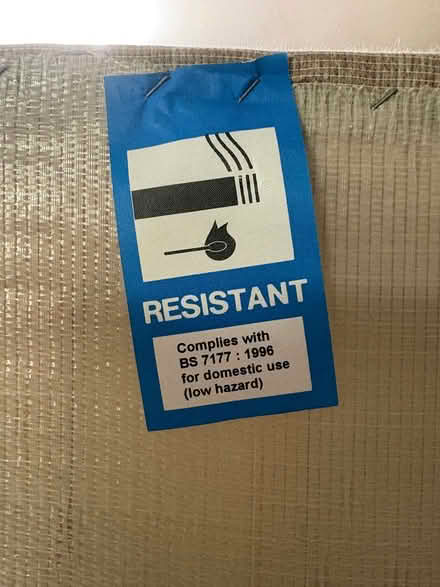 RESISTANT
Complies with
BS 7177 : 1996
for domestic use
(low hazard)